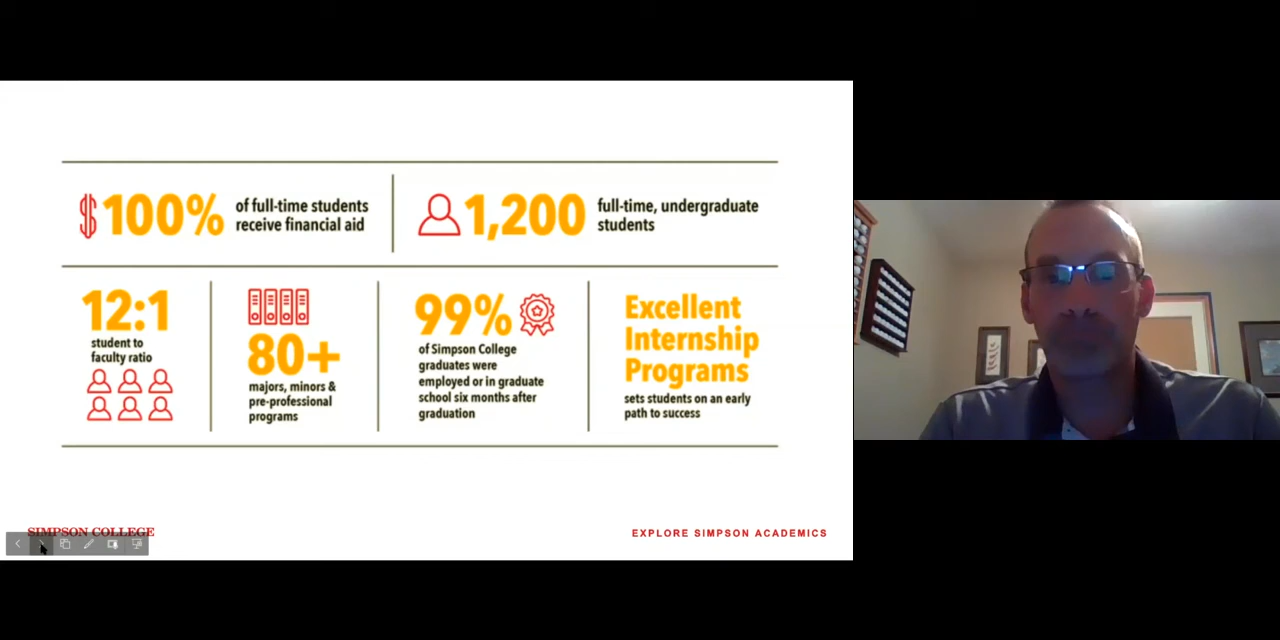 $100%
of full-time students
receive financial aid
1,200
full-time, undergraduate
students
12:1
student to
faculty ratio
80+
majors, minors &
pre-professional
programs
99%
of Simpson College
graduates were
employed or in graduate
school six months after
graduation
Excellent
Internship
Programs
sets students on an early
path to success
SIMPSON COLLEGE
EXPLORE SIMPSON ACADEMICS